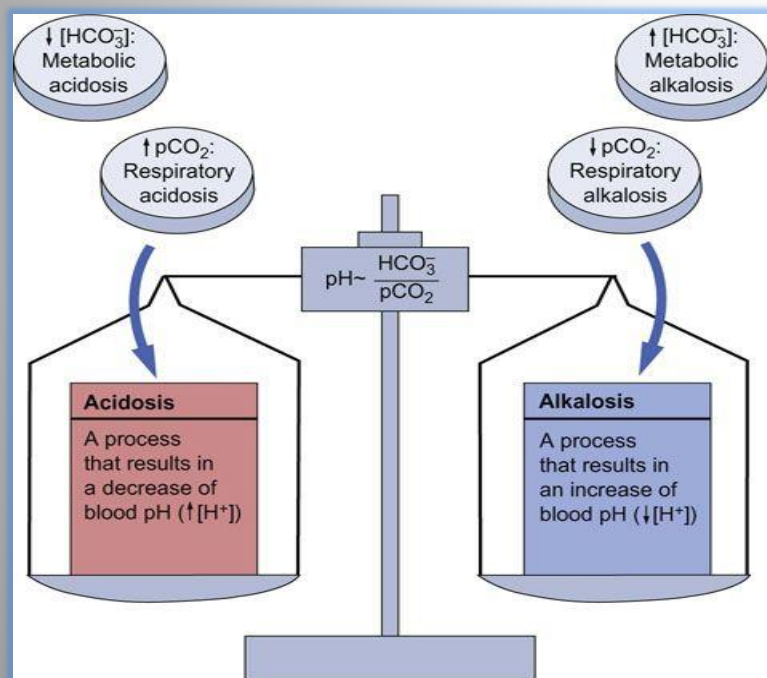 ↓ [HCO₃⁻]:
Metabolic
acidosis
↑ pCO₂:
Respiratory
acidosis
↑ [HCO₃⁻]:
Metabolic
alkalosis
↓ pCO₂:
Respiratory
alkalosis
pH~ HCO₃⁻
pCO₂
Acidosis
A process
that results in
a decrease of
blood pH (↑[H⁺])
Alkalosis
A process
that results in
an increase of
blood pH (↓[H⁺])